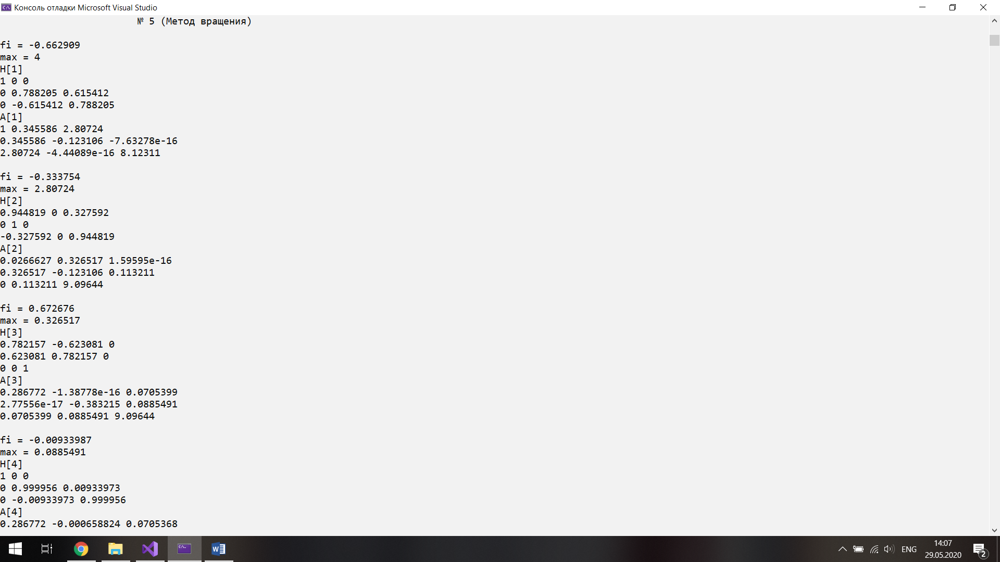 Консоль отладки Microsoft Visual Studio
№ 5 (Метод вращения)
fi = -0.662909
max = 4
H[1]
1 0 0
0 0.788205 0.615412
0 -0.615412 0.788205
A[1]
1 0.345586 2.80724
0.345586 -0.123106 -7.63278e-16
2.80724 -4.44089e-16 8.12311
fi = -0.333754
max = 2.80724
H[2]
0.944819 0 0.327592
0 1 0
-0.327592 0 0.944819
A[2]
0.0266627 0.326517 1.59595e-16
0.326517 -0.123106 0.113211
0 0.113211 9.09644
fi = 0.672676
max = 0.326517
H[3]
0.782157 -0.623081 0
0.623081 0.782157 0
0 0 1
A[3]
0.286772 -1.38778e-16 0.0705399
2.77556e-17 -0.383215 0.0885491
0.0705399 0.0885491 9.09644
fi = -0.00933987
max = 0.0885491
H[4]
1 0 0
0 0.999956 0.00933973
0 -0.00933973 0.999956
A[4]
0.286772 -0.000658824 0.0705368
ENG
14:07
29.05.2020
2